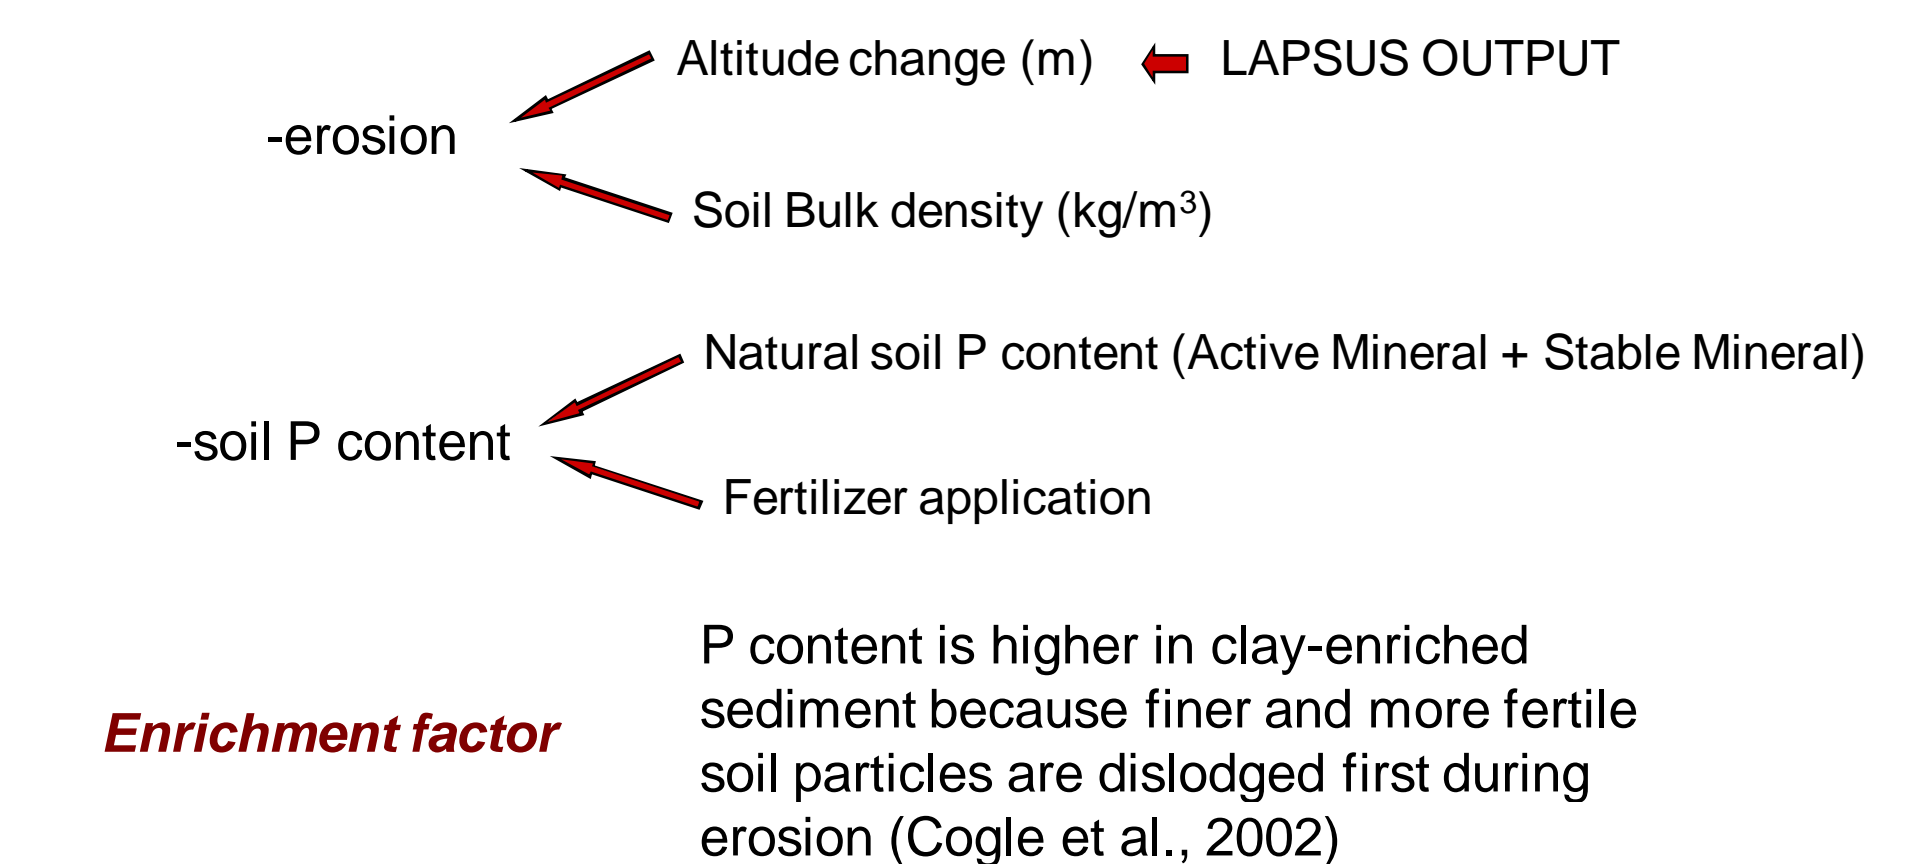 Altitude change (m) LAPSUS OUTPUT
-erosion
Soil Bulk density (kg/m³)
Natural soil P content (Active Mineral + Stable Mineral)
-soil P content
Fertilizer application
Enrichment factor
P content is higher in clay-enriched
sediment because finer and more fertile
soil particles are dislodged first during
erosion (Cogle et al., 2002)